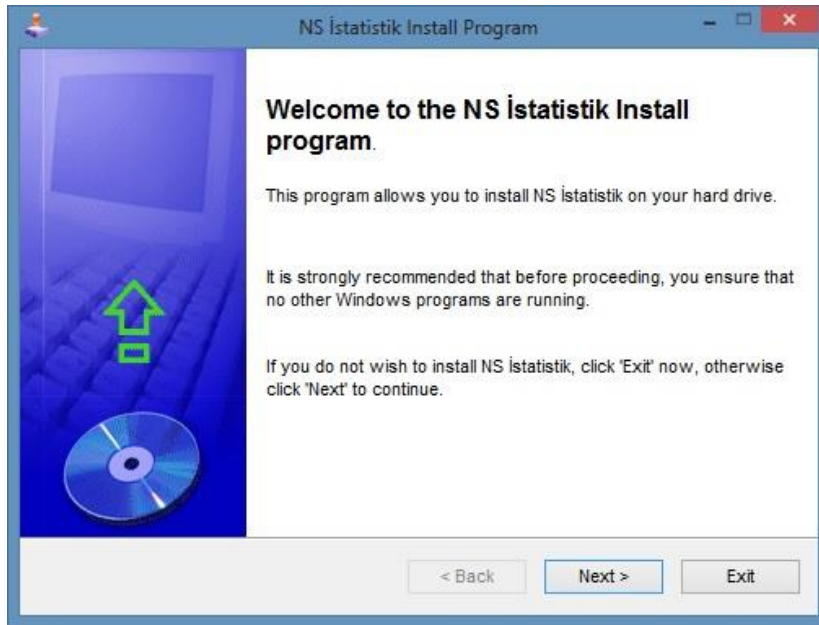 NS İstatistik Install Program
Welcome to the NS İstatistik Install
program.
This program allows you to install NS İstatistik on your hard drive.
It is strongly recommended that before proceeding, you ensure that
no other Windows programs are running.
If you do not wish to install NS İstatistik, click 'Exit' now, otherwise
click 'Next' to continue.
< Back
Next >
Exit